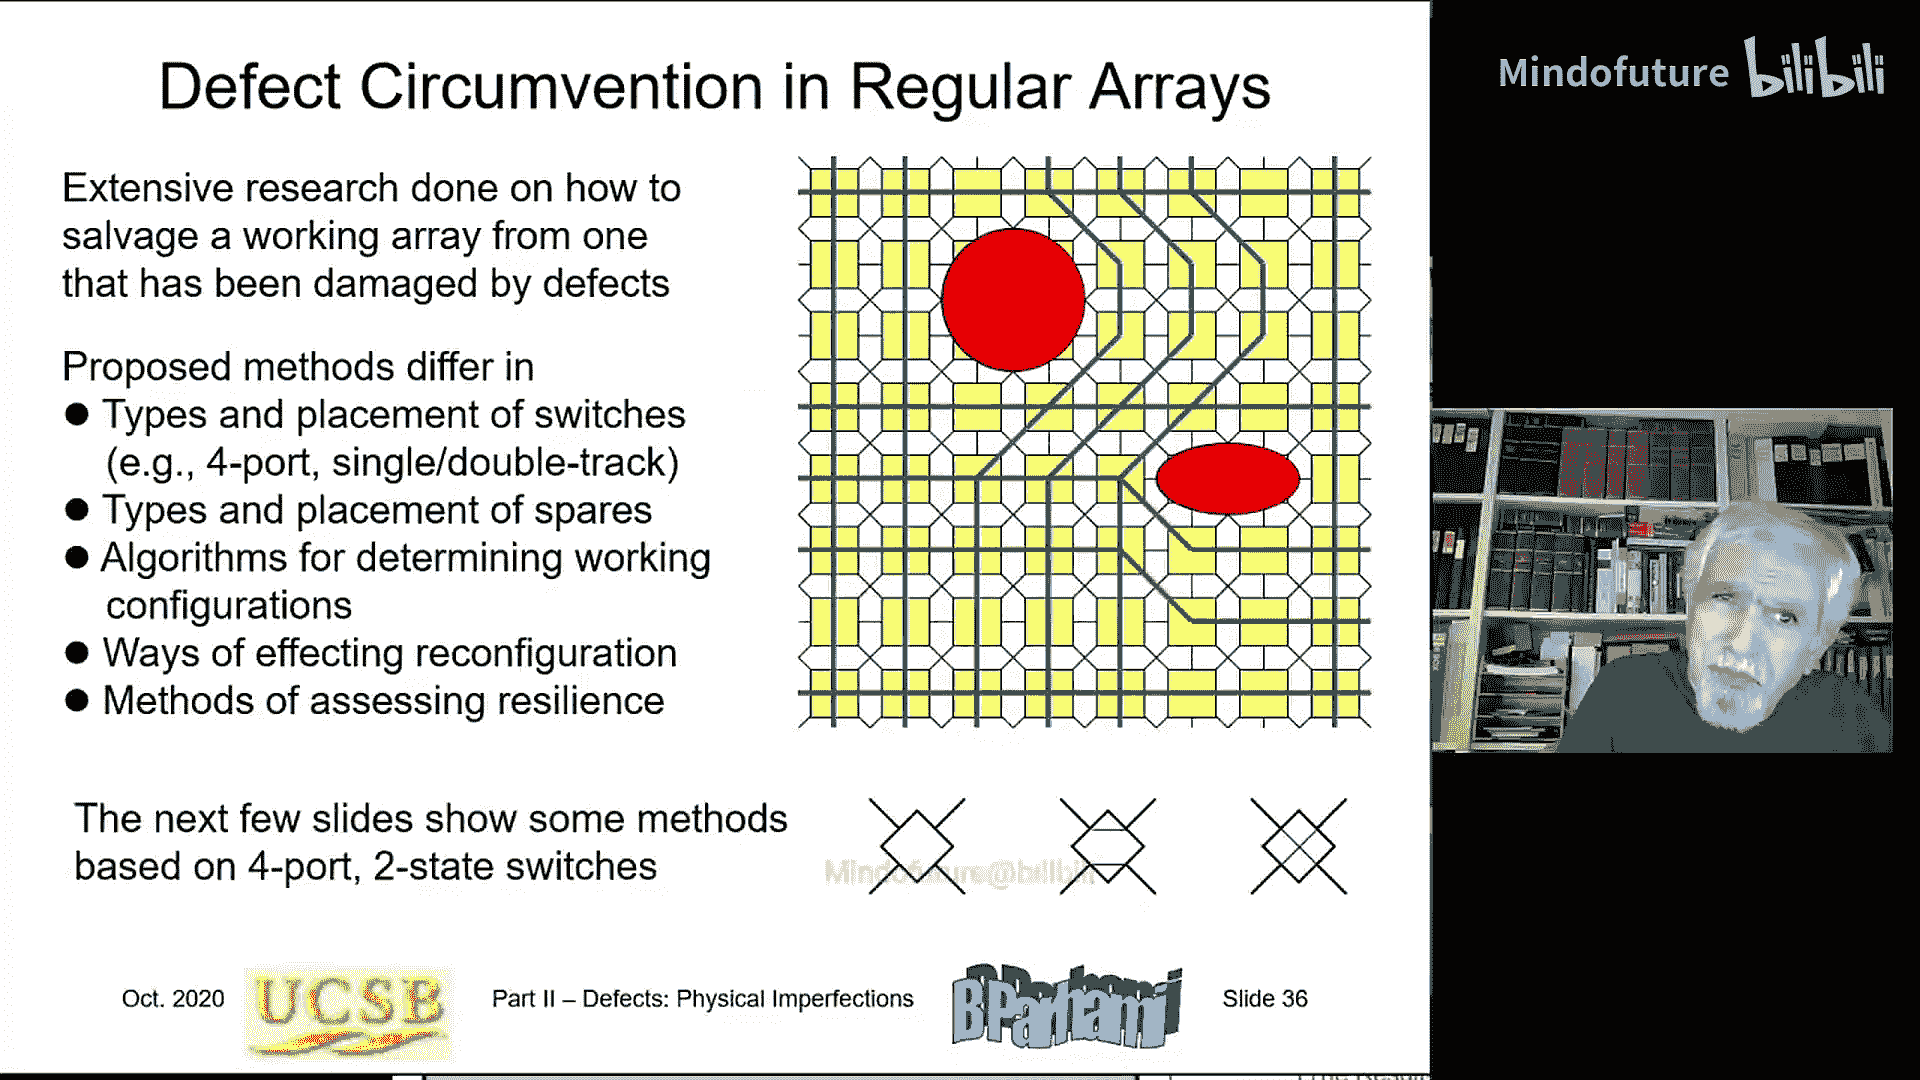 Defect Circumvention in Regular Arrays
Mindofuture bilibili
Extensive research done on how to
salvage a working array from one
that has been damaged by defects
Proposed methods differ in
● Types and placement of switches
(e.g., 4-port, single/double-track)
● Types and placement of spares
● Algorithms for determining working
configurations
● Ways of effecting reconfiguration
● Methods of assessing resilience
The next few slides show some methods
based on 4-port, 2-state switches
Mindofuture@bilibili
Oct. 2020
UCSB
Part II – Defects: Physical Imperfections
BParhami
Slide 36